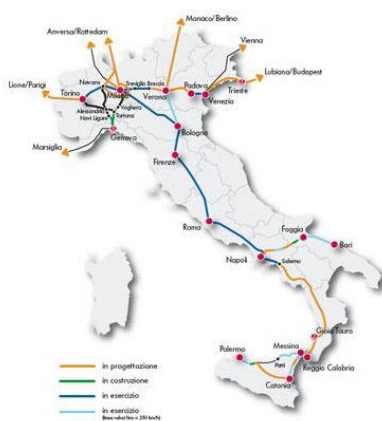 Monaco/Berlino
Anversa/Rottedam
Vienna
Lubiana/Budapest
Lione/Parigi
Novara
Milano
Treviglio Brescia
Verona
Padova
Venezia
Trieste
Torino
Alessandria
Voghera
Novi Ligure
Tortona
Genova
Marsiglia
Bologna
Firenze
Roma
Foggia
Bari
Napoli
Salerno
Gioia Tauro
Palermo
Messina
Patti
Reggio Calabria
Catania
in progettazione
in costruzione
in esercizio
in esercizio